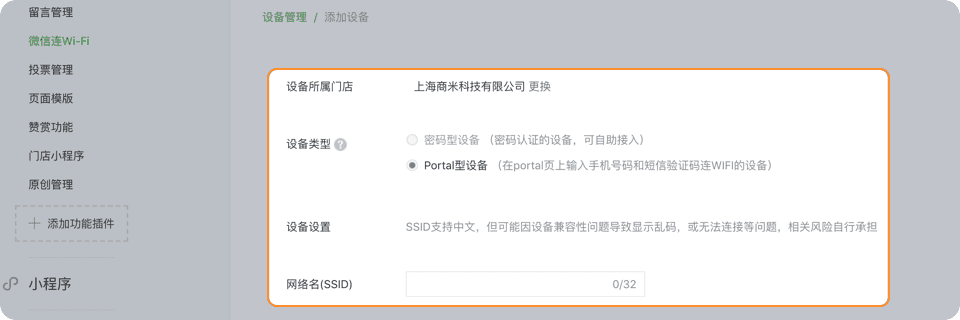 留言管理
微信连Wi-Fi
投票管理
页面模版
赞赏功能
门店小程序
原创管理
添加功能插件
小程序
设备管理 / 添加设备
设备所属门店 上海商米科技有限公司 更换
设备类型 ? 密码型设备 （密码认证的设备，可自助接入）
Portal型设备 （在portal页上输入手机号码和短信验证码连WIFI的设备）
设备设置 SSID支持中文，但可能因设备兼容性问题导致显示乱码，或无法连接等问题，相关风险自行承担
网络名(SSID) 0/32